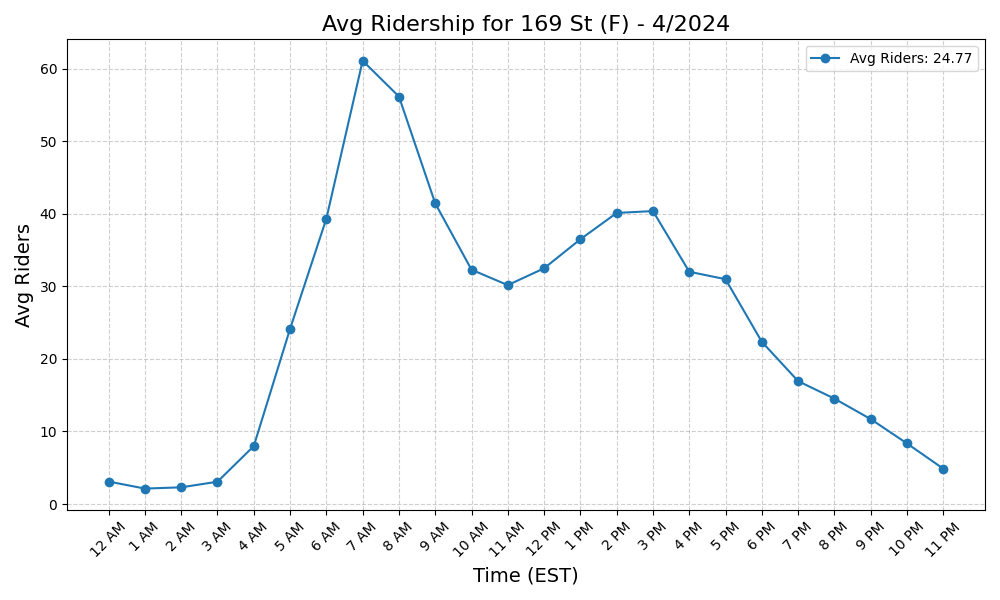 Avg Ridership for 169 St (F) - 4/2024
Avg Riders: 24.77
Avg Riders
60
50
40
30
20
10
0
12 AM
1 AM
2 AM
3 AM
4 AM
5 AM
6 AM
7 AM
8 AM
9 AM
10 AM
11 AM
12 PM
1 PM
2 PM
3 PM
4 PM
5 PM
6 PM
7 PM
8 PM
9 PM
10 PM
11 PM
Time (EST)